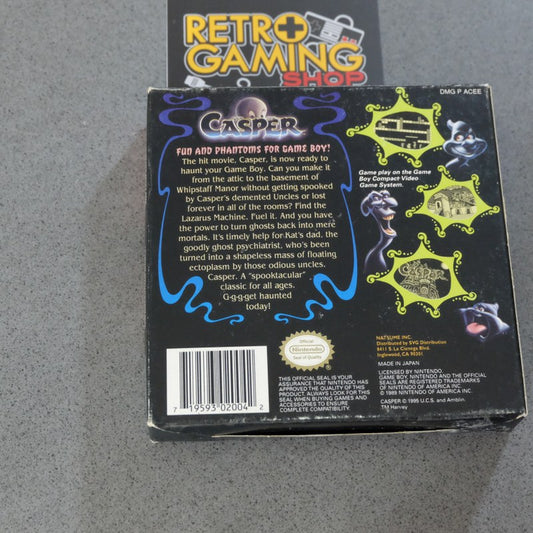 RETRO
GAMING
SHOP
DMG P ACEE
CASPER
FUN AND PHANTOMS FOR GAME BOY!
The hit movie, Casper, is now ready to
haunt your Game Boy. Can you make it
from the attic to the basement of
Whipstaff Manor without getting spooked
by Casper's demented Uncles or lost
forever in all of the rooms? Find the
Lazarus Machine. Fuel it. And you have
the power to turn ghosts back into mere
mortals. It's timely help for Kat's dad, the
goodly ghost psychiatrist, who's been
turned into a shapeless mass of floating
ectoplasm by those odious uncles.
Casper. A "spooktacular"
classic for all ages.
G-g-g-get haunted
today!
Game play on the Game
Boy Compact Video
Game System.
CASPER
Official
Nintendo
Seal of Quality
THIS OFFICIAL SEAL IS YOUR
ASSURANCE THAT NINTENDO HAS
APPROVED THE QUALITY OF THIS
PRODUCT. ALWAYS LOOK FOR THIS
SEAL WHEN BUYING GAMES AND
ACCESSORIES TO ENSURE
COMPLETE COMPATIBILITY.
7 19593 02004 2
NATSUME INC.
Distributed by SVG Distribution
8411 S. La Cienega Blvd.
Inglewood, CA 90301
MADE IN JAPAN
LICENSED BY NINTENDO.
GAME BOY, NINTENDO AND THE OFFICIAL
SEALS ARE REGISTERED TRADEMARKS
OF NINTENDO OF AMERICA INC.
© 1989 NINTENDO OF AMERICA INC.
CASPER © 1995 U.C.S. and Amblin.
TM Harvey